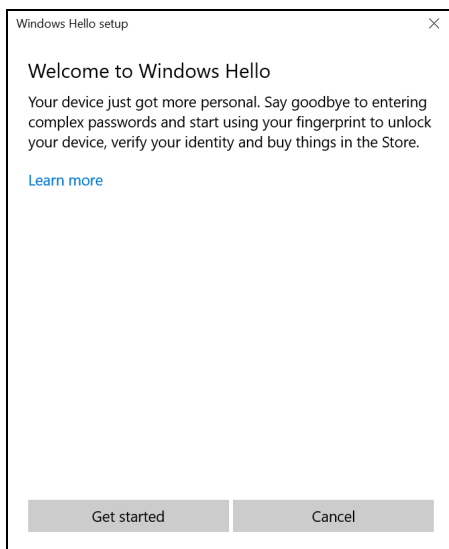 Windows Hello setup
Welcome to Windows Hello
Your device just got more personal. Say goodbye to entering
complex passwords and start using your fingerprint to unlock
your device, verify your identity and buy things in the Store.
Learn more
Get started
Cancel